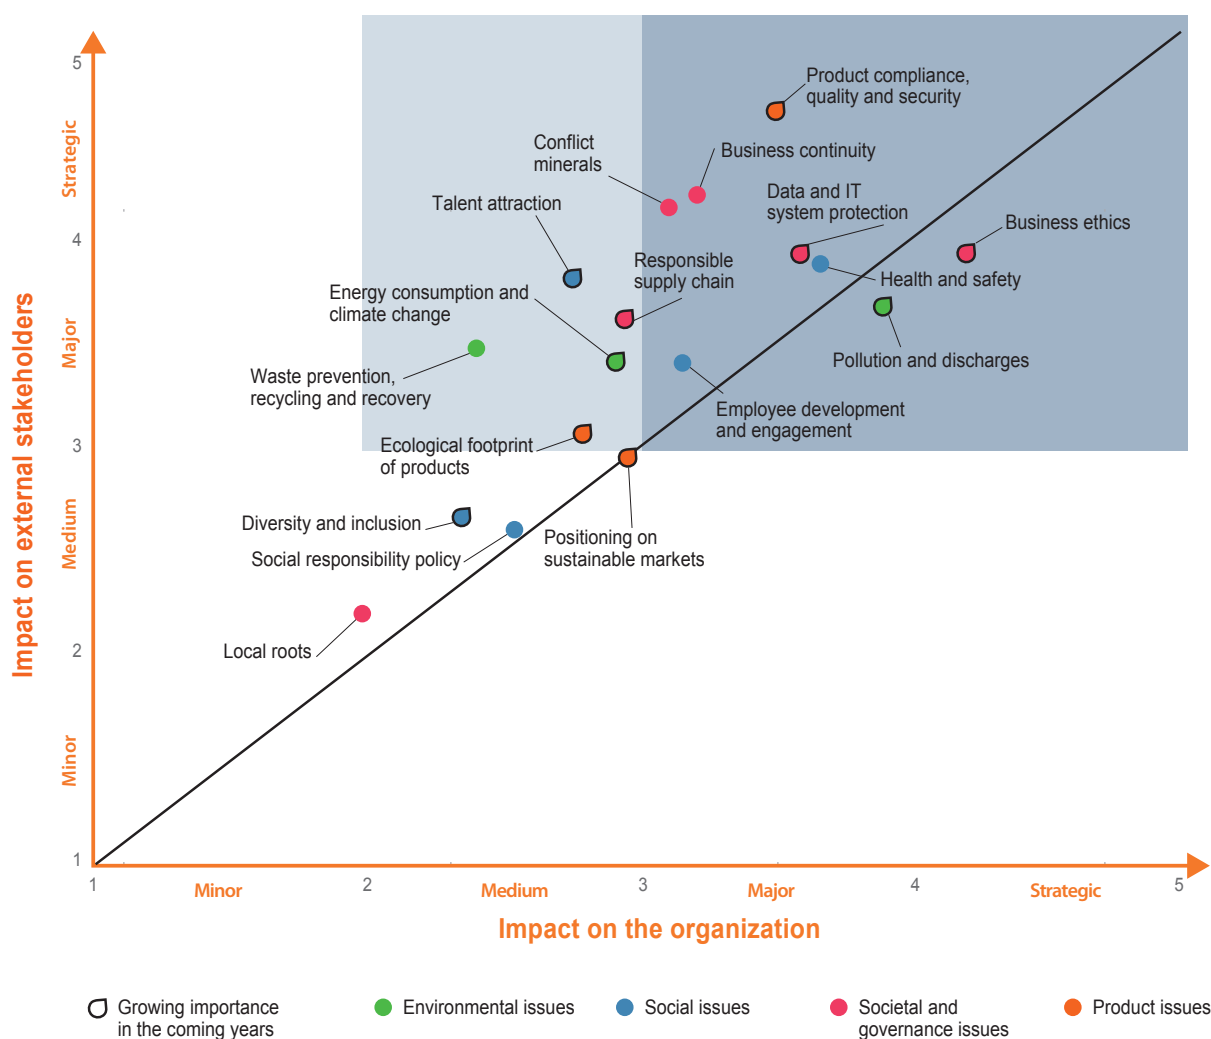 5
Product compliance,
quality and security
Conflict
minerals
Business continuity
Strategic
Talent attraction
Data and IT
system protection
Business ethics
4
Responsible
supply chain
Health and safety
Energy consumption and
climate change
Impact on external stakeholders
Major
Pollution and discharges
Waste prevention,
recycling and recovery
Employee development
and engagement
3
Ecological footprint
of products
Medium
Diversity and inclusion
Positioning on
sustainable markets
Social responsibility policy
2
Local roots
Minor
1
1
Minor
2
Medium
3
Major
4
Strategic
5
Impact on the organization
Growing importance
in the coming years
Environmental issues
Social issues
Societal and
governance issues
Product issues